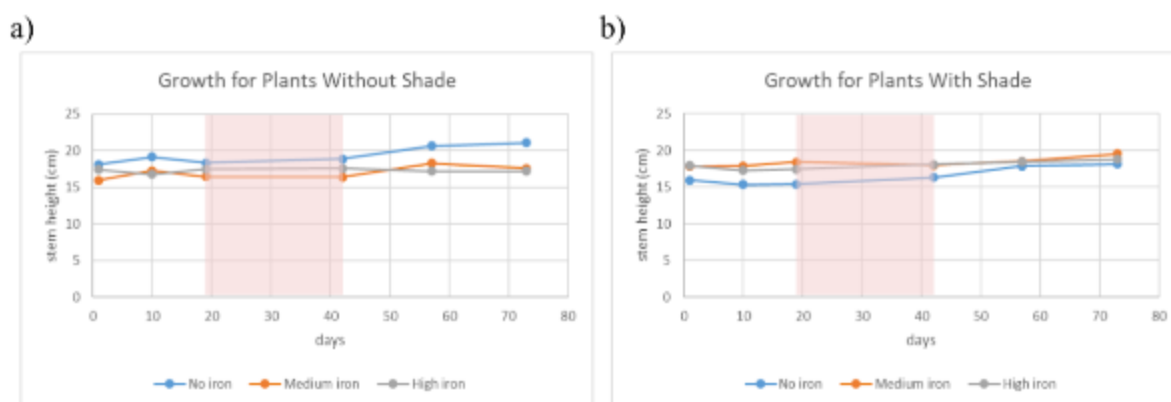 a)
Growth for Plants Without Shade
stem height (cm)
25
20
15
10
5
0
0 10 20 30 40 50 60 70 80
days
No iron Medium iron High iron
b)
Growth for Plants With Shade
stem height (cm)
25
20
15
10
5
0
0 10 20 30 40 50 60 70 80
days
No iron Medium iron High iron